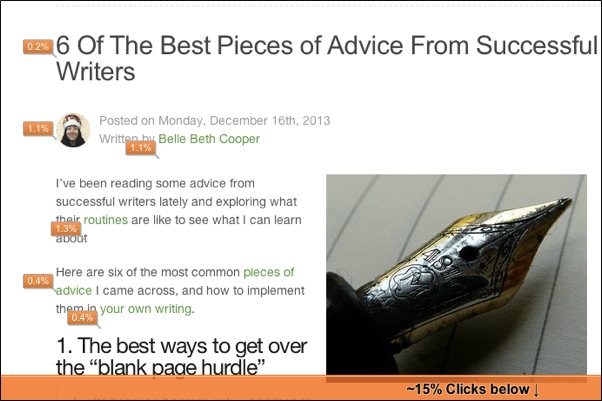 0.2%
6 Of The Best Pieces of Advice From Successful
Writers
1.1%
Posted on Monday, December 16th, 2013
Written by Belle Beth Cooper
1.1%
I've been reading some advice from
successful writers lately and exploring what
their routines are like to see what I can learn
1.3%
about
Here are six of the most common pieces of
0.4%
advice I came across, and how to implement
them in your own writing.
0.4%
1. The best ways to get over
the “blank page hurdle”
~15% Clicks below ↓